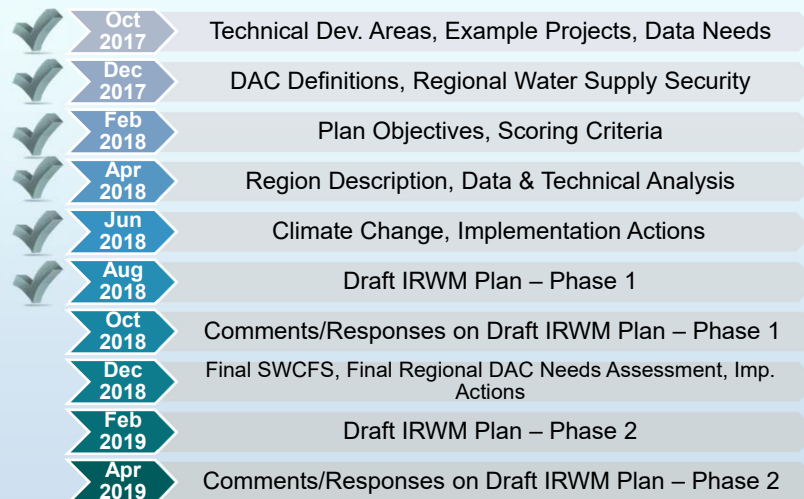 Oct
2017
Technical Dev. Areas, Example Projects, Data Needs
Dec
2017
DAC Definitions, Regional Water Supply Security
Feb
2018
Plan Objectives, Scoring Criteria
Apr
2018
Region Description, Data & Technical Analysis
Jun
2018
Climate Change, Implementation Actions
Aug
2018
Draft IRWM Plan – Phase 1
Oct
2018
Comments/Responses on Draft IRWM Plan – Phase 1
Dec
2018
Final SWCFS, Final Regional DAC Needs Assessment, Imp.
Actions
Feb
2019
Draft IRWM Plan – Phase 2
Apr
2019
Comments/Responses on Draft IRWM Plan – Phase 2